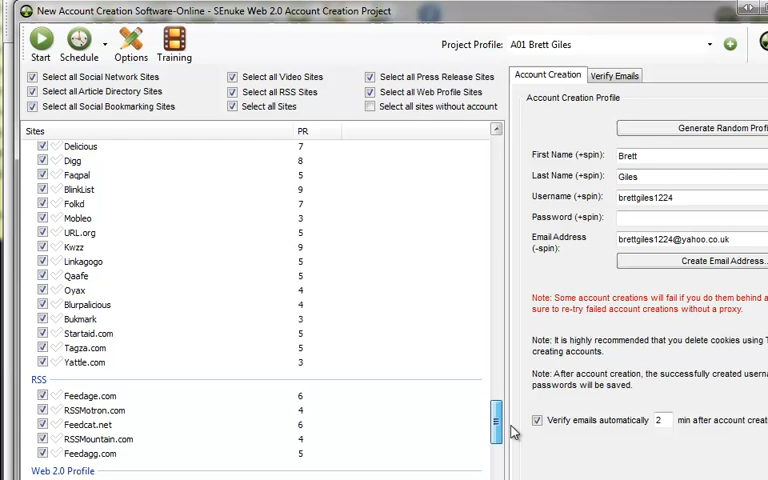 New Account Creation Software-Online - SEnuke Web 2.0 Account Creation Project
Start Schedule Options Training
Project Profile: A01 Brett Giles
Select all Social Network Sites Select all Video Sites Select all Press Release Sites
Select all Article Directory Sites Select all RSS Sites Select all Web Profile Sites
Select all Social Bookmarking Sites Select all Sites Select all sites without account
Account Creation Verify Emails
Sites PR
Delicious 7
Digg 8
Faqpal 5
BlinkList 9
Folkd 7
Mobleo 3
URL.org 5
Kwzz 9
Linkagogo 5
Qaafe 5
Oyax 4
Blurpalicious 4
Bukmark 3
Startaid.com 5
Tagza.com 5
Yattle.com 3
RSS
Feedage.com 6
RSSMotron.com 4
Feedcat.net 6
RSSMountain.com 4
Feedagg.com 5
Web 2.0 Profile
Account Creation Profile
Generate Random Profi
First Name (+spin): Brett
Last Name (+spin): Giles
Username (+spin): brettgiles1224
Password (+spin):
Email Address
(-spin): brettgiles1224@yahoo.co.uk
Create Email Address...
Note: Some account creations will fail if you do them behind a
sure to re-try failed account creations without a proxy.
Note: It is highly recommended that you delete cookies using T
creating accounts.
Note: After account creation, the successfully created userna
passwords will be saved.
Verify emails automatically 2 min after account creat